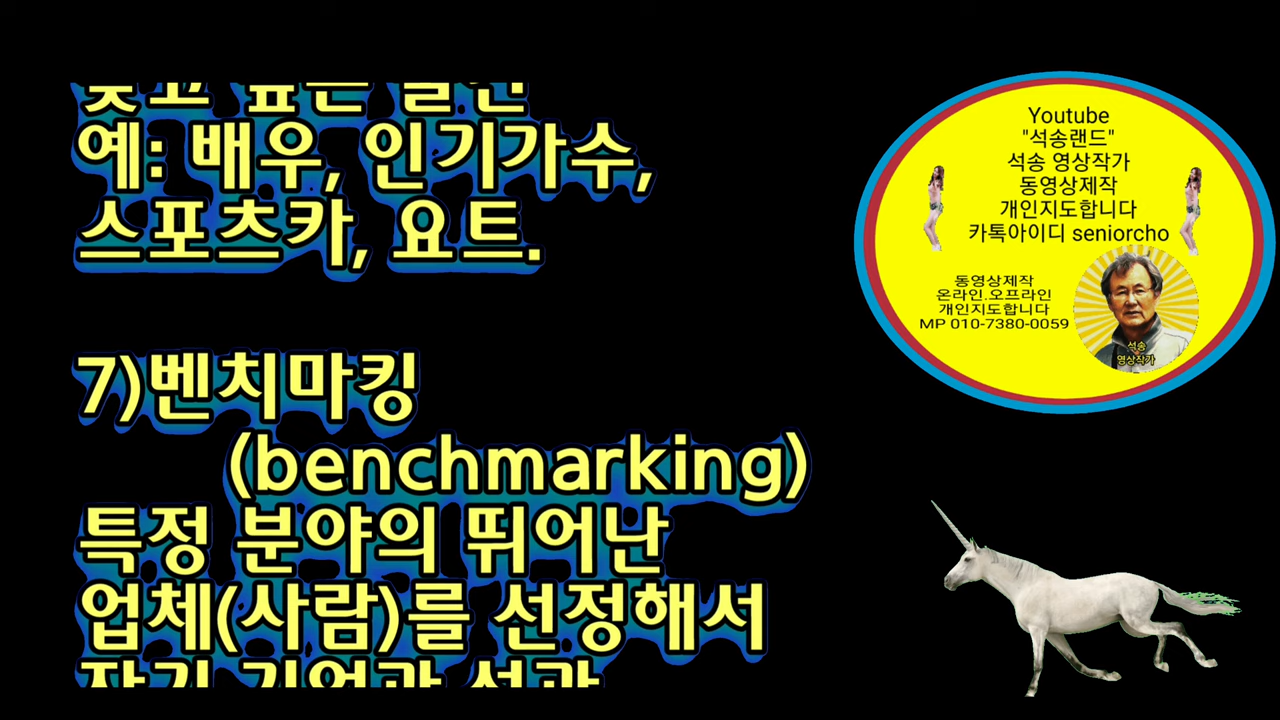 예: 배우, 인기가수,
스포츠카, 요트.
7)벤치마킹
(benchmarking)
특정 분야의 뛰어난
업체(사람)를 선정해서
Youtube
"석송랜드"
석송 영상작가
동영상제작
개인지도합니다
카톡아이디 seniorcho
동영상제작
온라인.오프라인
개인지도합니다
MP 010-7380-0059
석송
영상작가